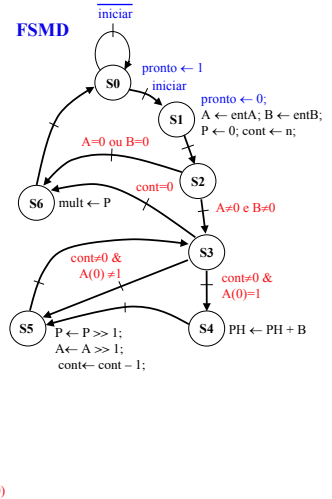 iniciar
FSMD
pronto ← 1
S0
iniciar
pronto ← 0;
S1
A ← entA; B ← entB;
P ← 0; cont ← n;
A=0 ou B=0
S2
cont=0
S6
mult ← P
A≠0 e B≠0
S3
cont≠0 &
A(0) ≠1
cont≠0 &
A(0)=1
S5
S4
PH ← PH + B
P ← P >> 1;
A← A >> 1;
cont← cont – 1;
)